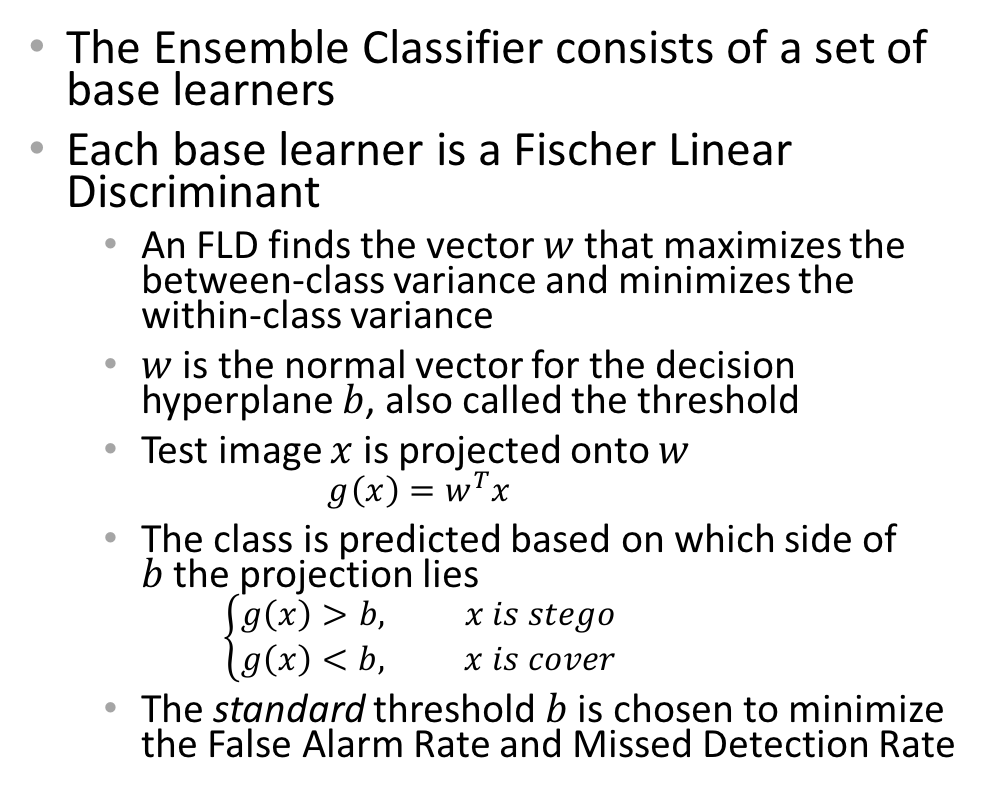 • The Ensemble Classifier consists of a set of
base learners
• Each base learner is a Fischer Linear
Discriminant
• An FLD finds the vector w that maximizes the
between-class variance and minimizes the
within-class variance
• w is the normal vector for the decision
hyperplane b, also called the threshold
• Test image x is projected onto w
g(x) = wᵀx
• The class is predicted based on which side of
b the projection lies
{g(x) > b, x is stego
{g(x) < b, x is cover
• The standard threshold b is chosen to minimize
the False Alarm Rate and Missed Detection Rate